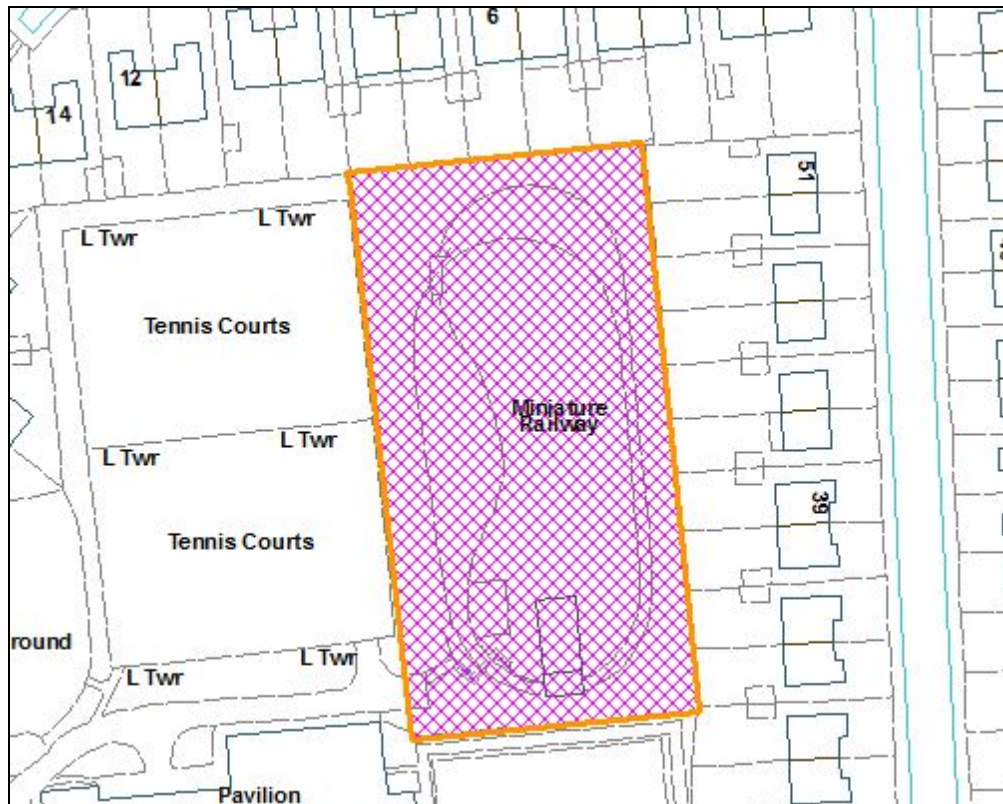 6
12
14
51
L Twr
L Twr
Tennis Courts
Miniature
Railway
L Twr
L Twr
39
Tennis Courts
round
L Twr
L Twr
Pavilion